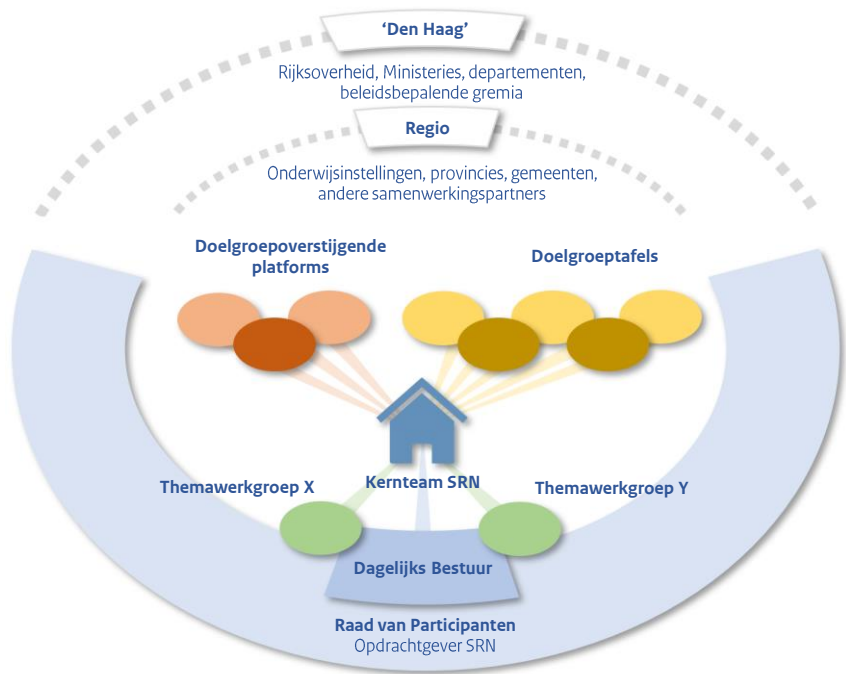 ‘Den Haag’
Rijksoverheid, Ministeries, departementen,
beleidsbepalende gremia
Regio
Onderwijsinstellingen, provincies, gemeenten,
andere samenwerkingspartners
Doelgroepoverstijgende
platforms
Doelgroeptafels
Themawerkgroep X
Kernteam SRN
Themawerkgroep Y
Dagelijks Bestuur
Raad van Participanten
Opdrachtgever SRN